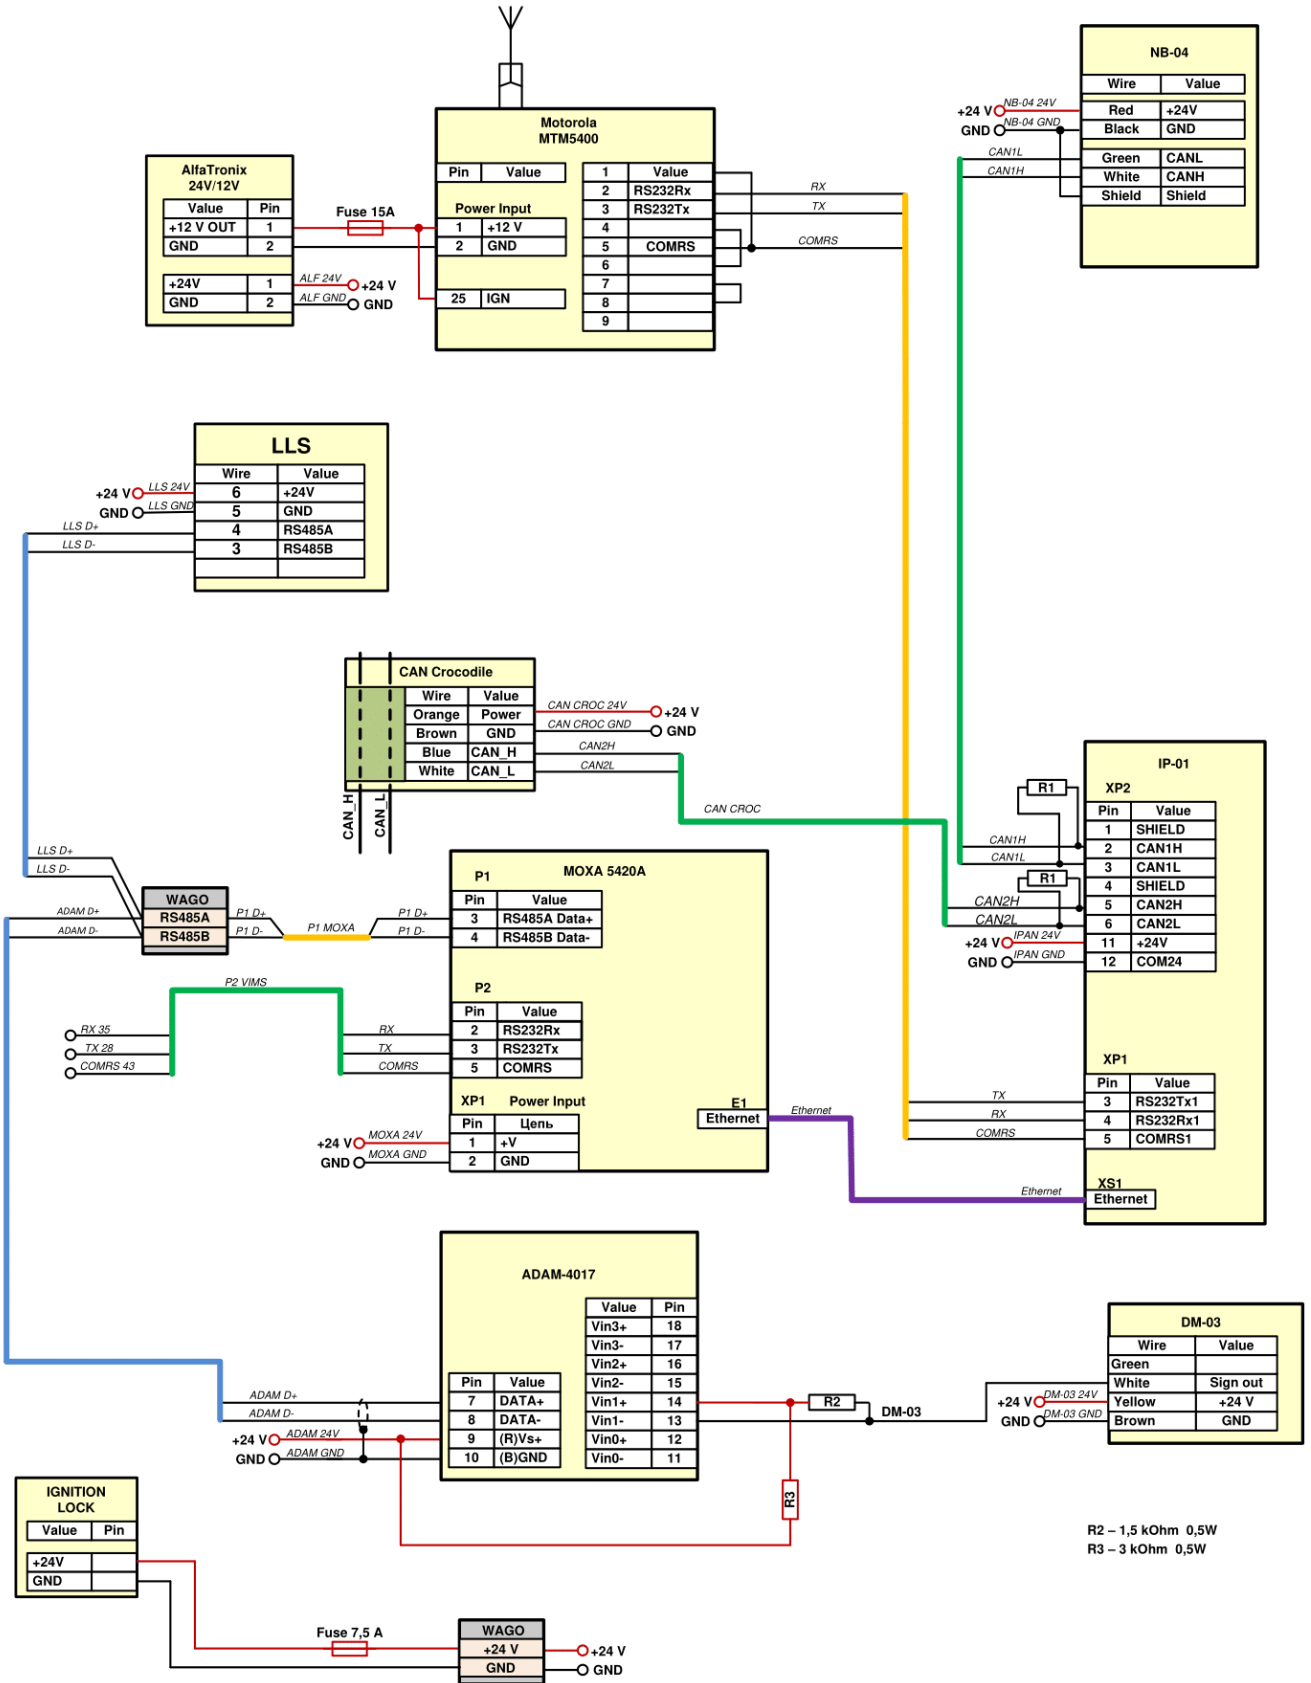 NB-04
Wire Value
+24 V NB-04 24V Red +24V
GND NB-04 GND Black GND
CAN1L Green CANL
CAN1H White CANH
Shield Shield
Motorola
MTM5400
Pin Value
Power Input
1 +12 V
2 GND
25 IGN
1 Value
2 RS232Rx RX
3 RS232Tx TX
4
5 COMRS COMRS
6
7
8
9
AlfaTronix
24V/12V
Value Pin
+12 V OUT 1
GND 2
+24V 1 ALF 24V +24 V
GND 2 ALF GND GND
Fuse 15A
LLS
Wire Value
+24 V LLS 24V 6 +24V
GND LLS GND 5 GND
LLS D+ 4 RS485A
LLS D- 3 RS485B
CAN Crocodile
Wire Value
Orange Power CAN CROC 24V +24 V
Brown GND CAN CROC GND GND
Blue CAN_H CAN2H
White CAN_L CAN2L
CAN_H
CAN_L
CAN CROC
IP-01
XP2
R1
Pin Value
1 SHIELD
CAN1H 2 CAN1H
CAN1L 3 CAN1L
R1 4 SHIELD
CAN2H 5 CAN2H
CAN2L 6 CAN2L
+24 V IPAN 24V 11 +24V
GND IPAN GND 12 COM24
XP1
Pin Value
TX 3 RS232Tx1
RX 4 RS232Rx1
COMRS 5 COMRS1
XS1
Ethernet Ethernet
LLS D+
LLS D-
WAGO
ADAM D+ RS485A P1 D+
ADAM D- RS485B P1 D-
P1 MOXA
MOXA 5420A
P1
Pin Value
P1 D+ 3 RS485A Data+
P1 D- 4 RS485B Data-
P2 VIMS
P2
Pin Value
RX 35 RX 2 RS232Rx
TX 28 TX 3 RS232Tx
COMRS 43 COMRS 5 COMRS
XP1 Power Input
Pin Цепь
+24 V MOXA 24V 1 +V
GND MOXA GND 2 GND
E1
Ethernet Ethernet
ADAM-4017
Value Pin
Vin3+ 18
Vin3- 17
Vin2+ 16
Vin2- 15
Vin1+ 14
Vin1- 13
Vin0+ 12
Vin0- 11
Pin Value
ADAM D+ 7 DATA+
ADAM D- 8 DATA-
+24 V ADAM 24V 9 (R)Vs+
GND ADAM GND 10 (B)GND
R2
DM-03
R3
DM-03
Wire Value
Green
White Sign out
+24 V DM-03 24V Yellow +24 V
GND DM-03 GND Brown GND
R2 – 1,5 kOhm 0,5W
R3 – 3 kOhm 0,5W
IGNITION
LOCK
Value Pin
+24V
GND
Fuse 7,5 A
WAGO
+24 V +24 V
GND GND